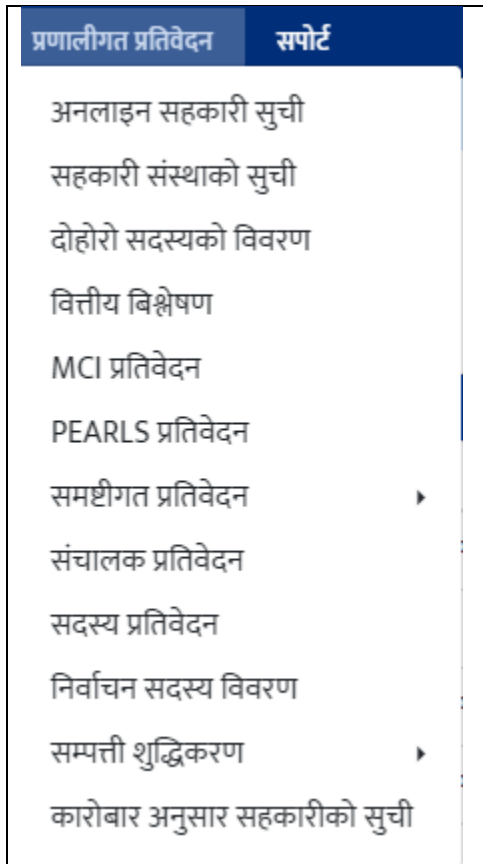 प्रणालीगत प्रतिवेदन सपोर्ट
अनलाइन सहकारी सुची
सहकारी संस्थाको सुची
दोहोरो सदस्यको विवरण
वित्तीय बिश्लेषण
MCI प्रतिवेदन
PEARLS प्रतिवेदन
समष्टीगत प्रतिवेदन
संचालक प्रतिवेदन
सदस्य प्रतिवेदन
निर्वाचन सदस्य विवरण
सम्पत्ती शुद्धिकरण
कारोबार अनुसार सहकारीको सुची